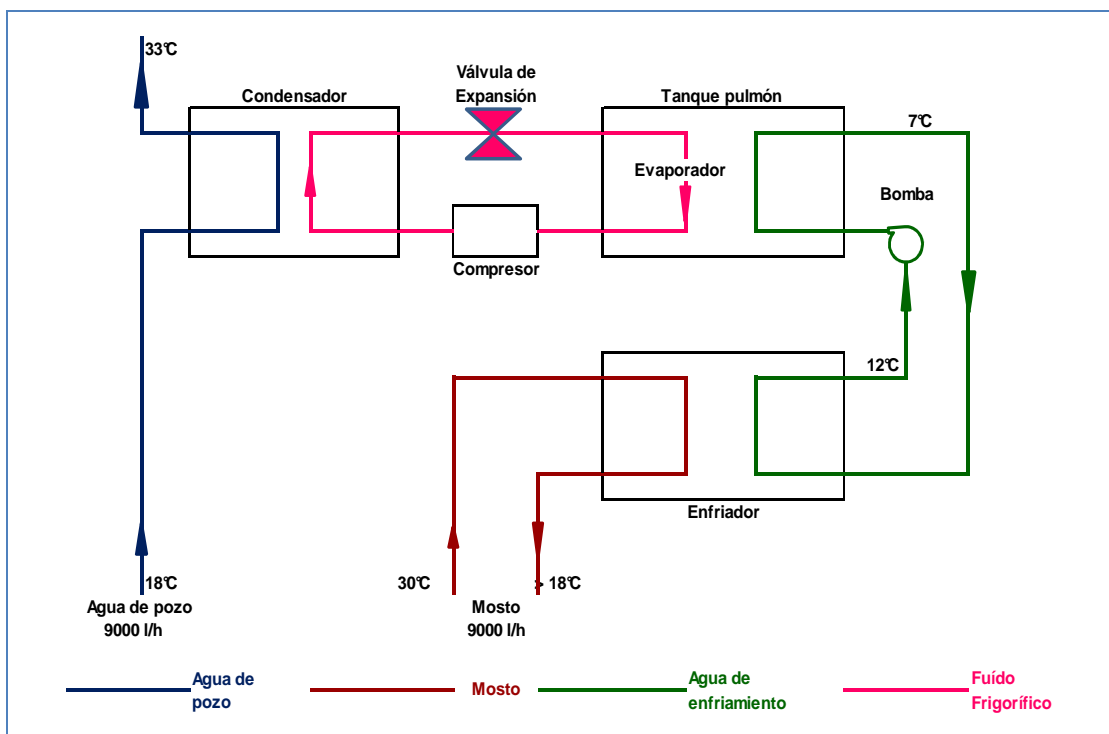 33°C
Condensador
Válvula de
Expansión
Tanque pulmón
7°C
Evaporador
Bomba
Compresor
12°C
Enfriador
18°C
30°C
> 18°C
Agua de pozo
9000 l/h
Mosto
9000 l/h
Agua de
pozo
Mosto
Agua de
enfriamiento
Fuído
Frigorífico